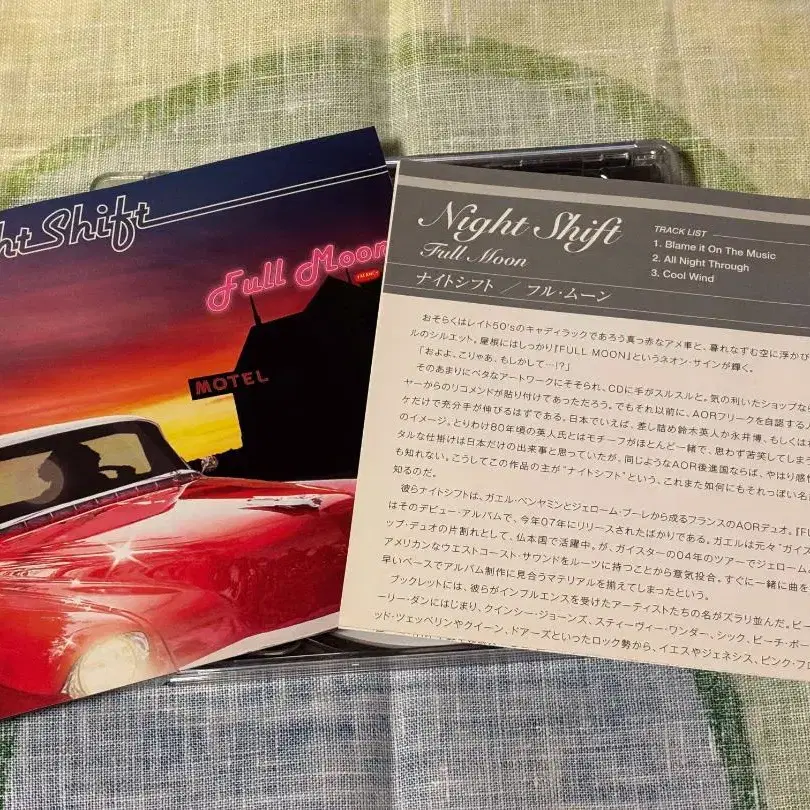 ht Shift
Full Moon
MOTEL
Night Shift
Full Moon
ナイトシフト / フル・ムーン
TRACK LIST
1. Blame it On The Music
2. All Night Through
3. Cool Wind
おそらくはレイト50'sのキャディラックであろう真っ赤なアメ車と、暮れなずむ空に浮かび
ルのシルエット。屋根にはしっかり『FULL MOON』というネオン・サインが輝く。
「およよ、こりゃあ、もしかして…!?」
そのあまりにベタなアートワークにそそられ、CDに手がスルスルと。気の利いたショップなら
ヤーからのリコメンドが貼り付けてあっただろう。でもそれ以前に、AORフリークを自認する人
ケだけで充分手が伸びるはずである。日本でいえば、差し詰め鈴木英人か永井博、もしくは
のイメージ。とりわけ80年頃の英人氏とはモチーフがほとんど一緒で、思わず苦笑してしまう
タルな仕掛けは日本だけの出来事と思っていたが、同じようなAOR後進国ならば、やはり感性
も知れない。こうしてこの作品の主が“ナイトシフト”という、これまた如何にもそれっぽい名
知るのだ。
彼らナイトシフトは、ガエル・ベンヤミンとジェローム・ブーレから成るフランスのAORデュオ。『F
はそのデビュー・アルバムで、今年07年にリリースされたばかりである。ガエルは元々“ガイス
ップ・デュオの片割れとして、仏本国で活躍中。が、ガイスターの04年のツアーでジェローム
アメリカンなウエストコースト・サウンドをルーツに持つことから意気投合。すぐに一緒に曲を
早いペースでアルバム制作に見合うマテリアルを揃えてしまったという。
ブックレットには、彼らがインフルエンスを受けたアーティストたちの名がズラリ並んだ。ビー
ーリー・ダンにはじまり、クインシー・ジョーンズ、スティーヴィー・ワンダー、シック、ビーチ・ボー
ッド・ツェッペリンやクイーン、ドアーズといったロック勢から、イエスやジェネシス、ピンク・フロ